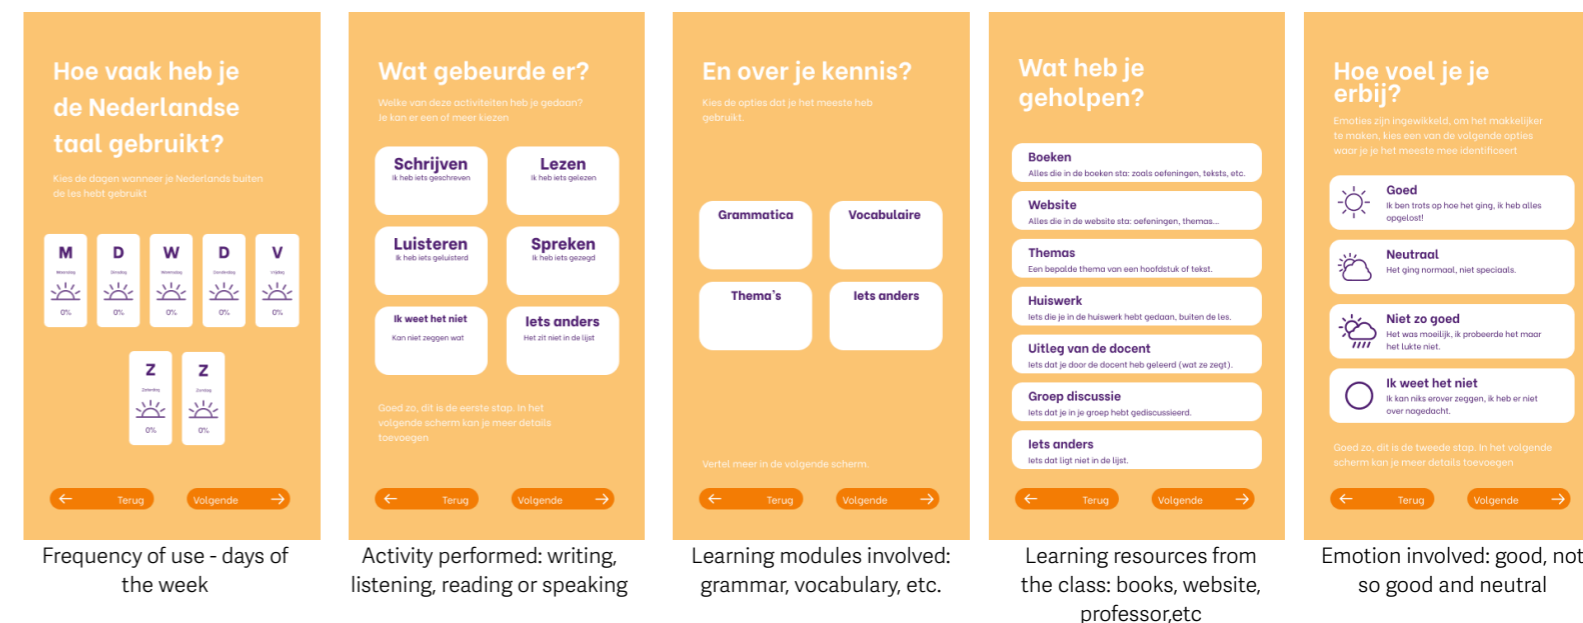 Hoe vaak heb je
de Nederlandse
taal gebruikt?
Kies de dagen wanneer je Nederlands buiten
de les hebt gebruikt
M
D
W
D
V
Maandag
Dinsdag
Woensdag
Donderdag
Vrijdag
0%
0%
0%
0%
0%
Z
Z
Zaterdag
Zondag
0%
0%
Terug
Volgende
Frequency of use - days of
the week
Wat gebeurde er?
Welke van deze activiteiten heb je gedaan?
Je kan er een of meer kiezen
Schrijven
Ik heb iets geschreven
Lezen
Ik heb iets gelezen
Luisteren
Ik heb iets geluisterd
Spreken
Ik heb iets gezegd
Ik weet het niet
Kan niet zeggen wat
Iets anders
Het zit niet in de lijst
Goed zo, dit is de eerste stap. In het
volgende scherm kan je meer details
toevoegen
Terug
Volgende
Activity performed: writing,
listening, reading or speaking
En over je kennis?
Kies de opties dat je het meeste heb
gebruikt.
Grammatica
Vocabulaire
Thema's
Iets anders
Vertel meer in de volgende scherm.
Terug
Volgende
Learning modules involved:
grammar, vocabulary, etc.
Wat heb je
geholpen?
Boeken
Alles die in de boeken sta: zoals oefeningen, teksts, etc.
Website
Alles die in de website sta: oefeningen, themas...
Themas
Een bepalde thema van een hoofdstuk of tekst.
Huiswerk
Iets die je in de huiswerk hebt gedaan, buiten de les.
Uitleg van de docent
Iets dat je door de docent heb geleerd (wat ze zegt).
Groep discussie
Iets dat je in je groep hebt gediscussieerd.
Iets anders
Iets dat ligt niet in de lijst.
Terug
Volgende
Learning resources from
the class: books, website,
professor,etc
Hoe voel je je
erbij?
Emoties zijn ingewikkeld, om het makkelijker
te maken, kies een van de volgende opties
waar je je het meeste mee identificeert
Goed
Ik ben trots op hoe het ging, ik heb alles
opgelost!
Neutraal
Het ging normaal, niet speciaals.
Niet zo goed
Het was moeilijk, ik probeerde het maar
het lukte niet.
Ik weet het niet
Ik kan niks erover zeggen, ik heb er niet
over nagedacht.
Goed zo, dit is de tweede stap. In het volgende
scherm kan je meer details toevoegen
Terug
Volgende
Emotion involved: good, not
so good and neutral